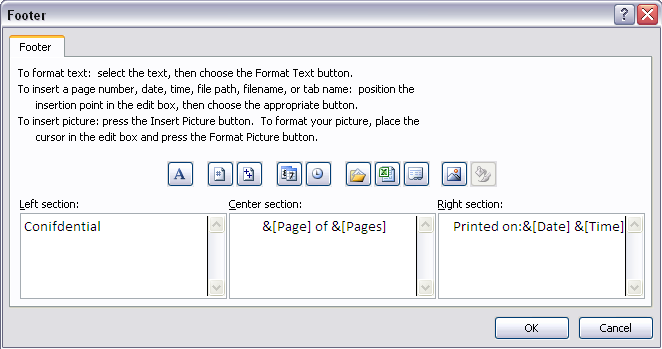 Footer
Footer
To format text: select the text, then choose the Format Text button.
To insert a page number, date, time, file path, filename, or tab name: position the
insertion point in the edit box, then choose the appropriate button.
To insert picture: press the Insert Picture button. To format your picture, place the
cursor in the edit box and press the Format Picture button.
A
Left section: Center section: Right section:
Conifdential &[Page] of &[Pages] Printed on:&[Date] &[Time]
OK Cancel